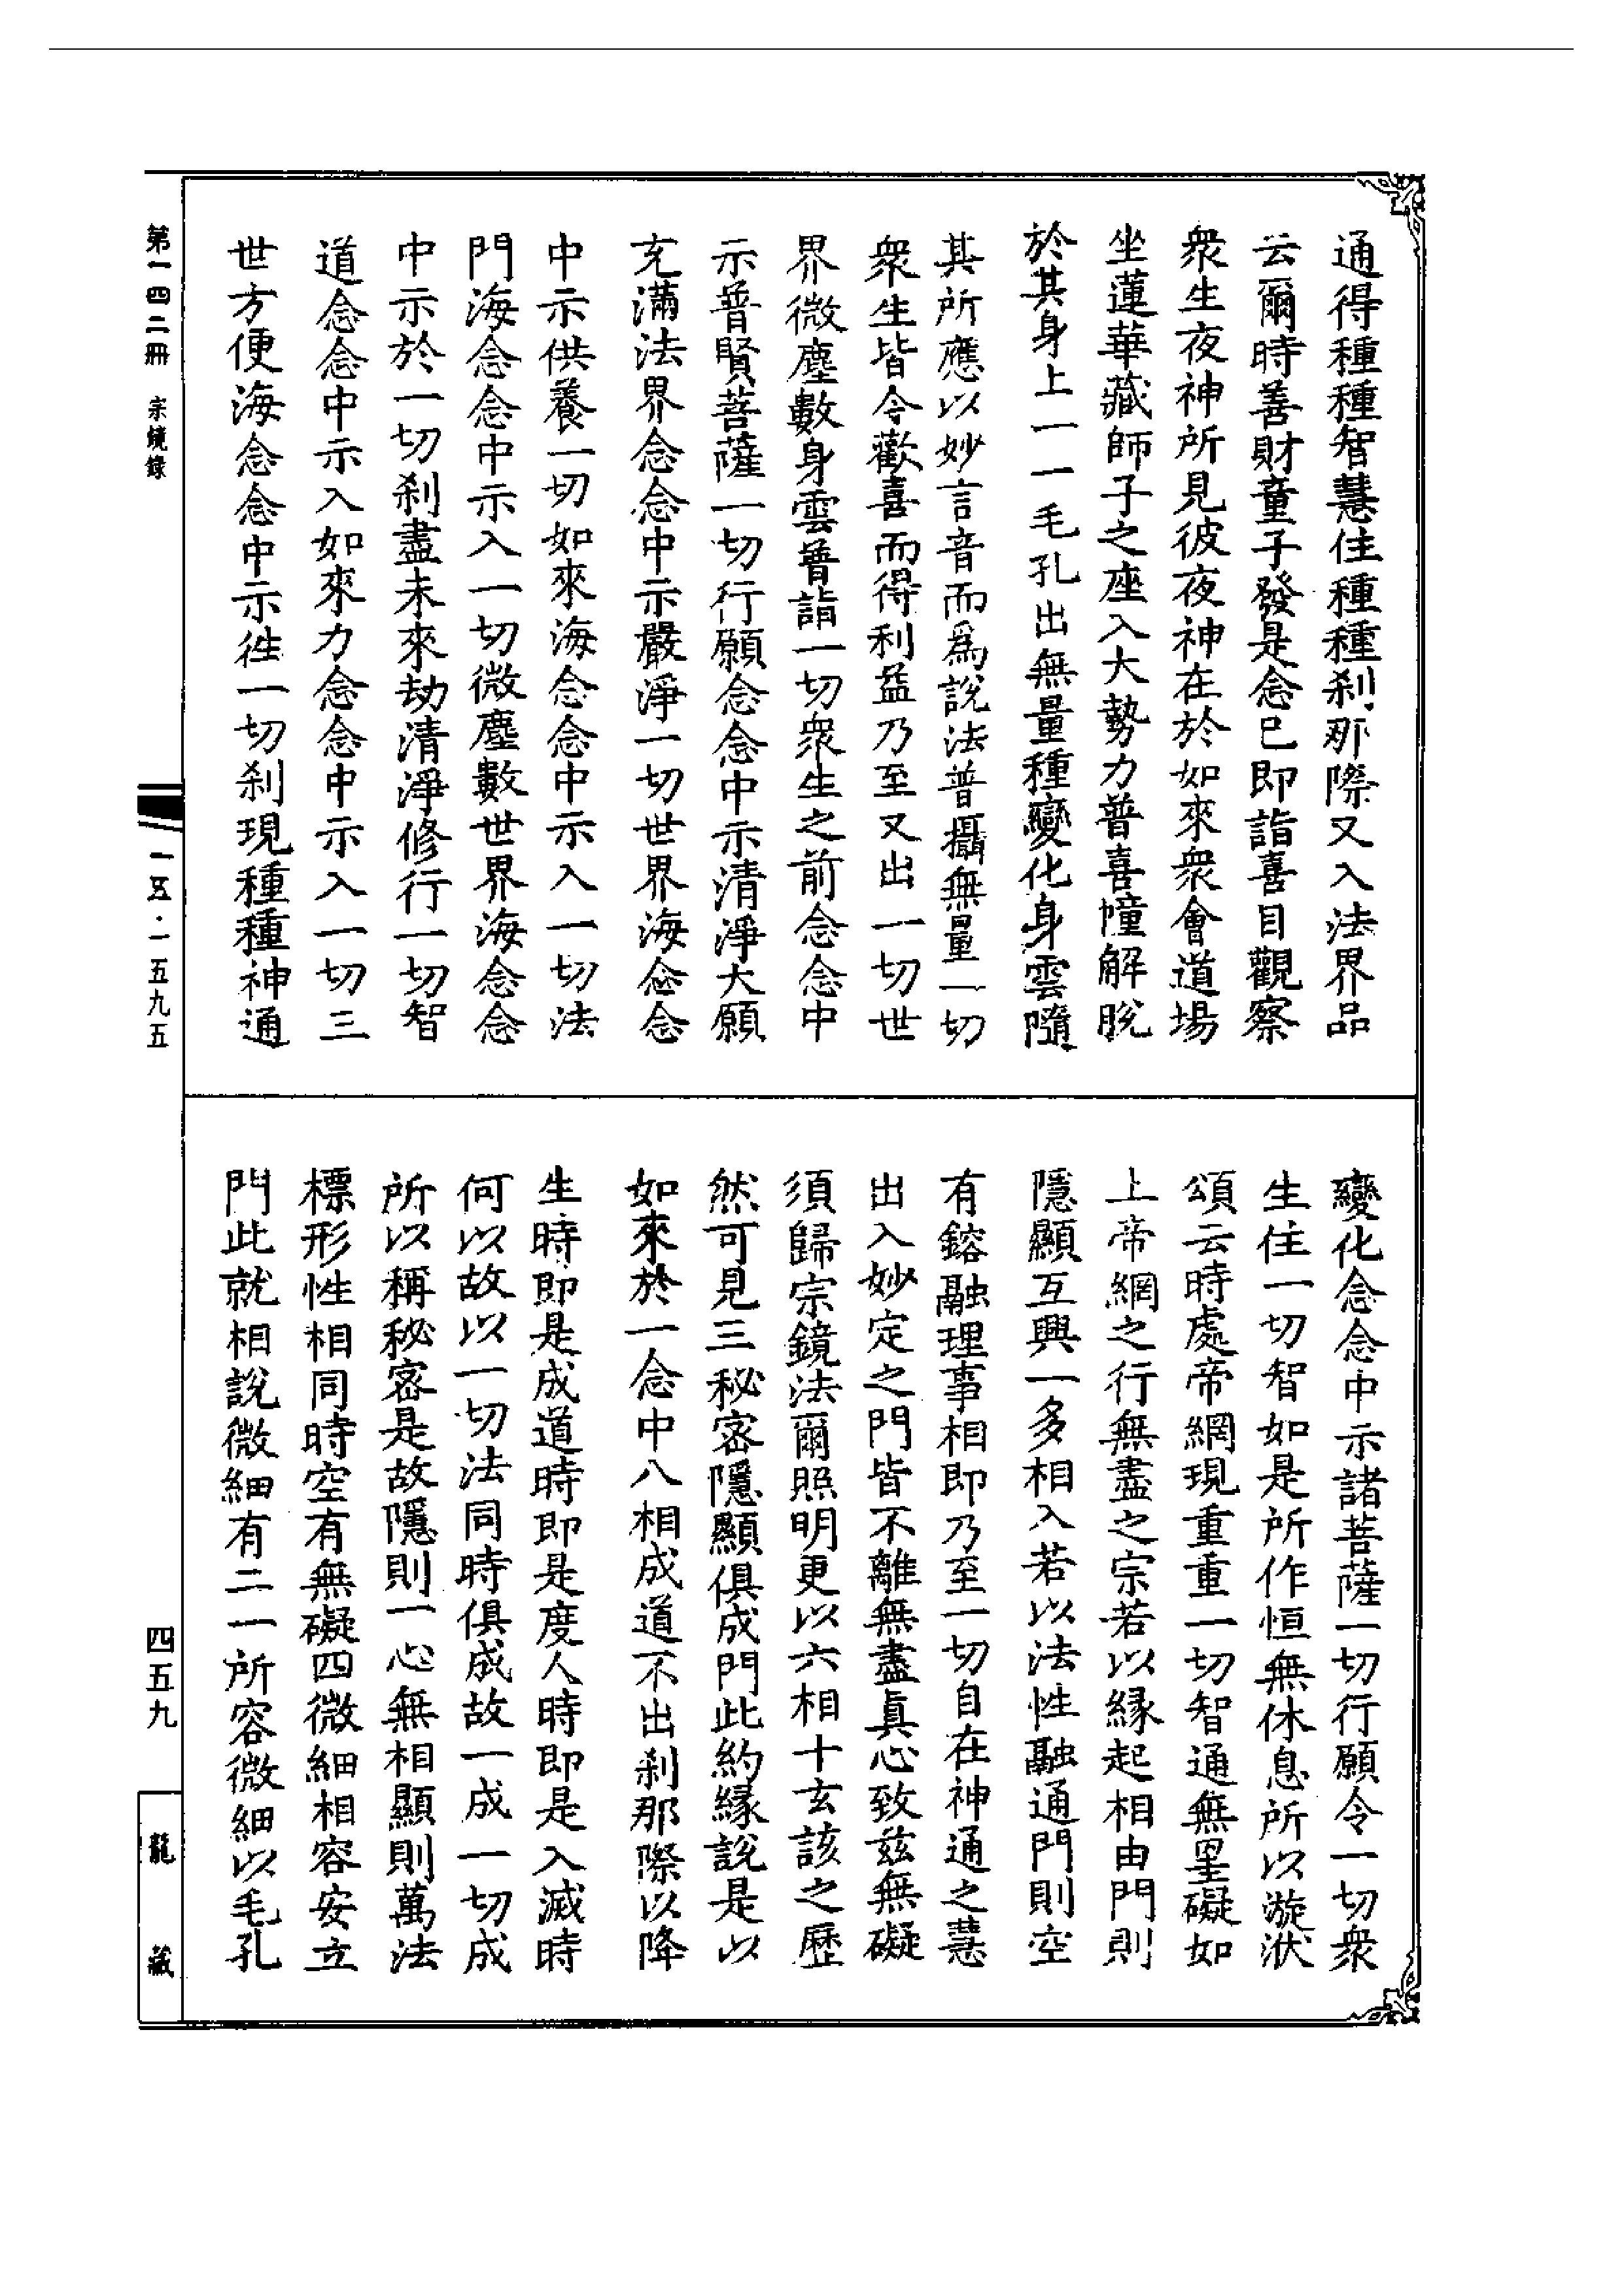 通得種種智慧住種種刹那際又入法界品
云爾時善財童子發是念已即詣喜目觀察
衆生夜神所見彼夜神在於如來衆會道場
坐蓮華藏師子之座入大勢力普喜幢解脫
於其身上一一毛孔出無量種變化身雲隨
其所應以妙言音而爲說法普攝無量一切
衆生皆令歡喜而得利益乃至又出一切世
界微塵數身雲普詣一切衆生之前念念中
示普賢菩薩一切行願念念中示清淨大願
充滿法界念念中示嚴淨一切世界海念念
中示供養一切如來海念念中示入一切法
門海念念中示入一切微塵數世界海念念
中示於一切刹盡未來劫清淨修行一切智
道念念中示入如來力念念中示入一切三
世方便海念念中示徃一切刹現種種神通
變化念念中示諸菩薩一切行願令一切衆
生住一切智如是所作恒無休息所以漩洑
頌云時處帝網現重重一切智通無罣礙如
上帝網之行無盡之宗若以緣起相由門則
隱顯互興一多相入若以法性融通門則空
有鎔融理事相即乃至一切自在神通之慧
出入妙定之門皆不離無盡眞心致茲無礙
須歸宗鏡法爾照明更以六相十玄該之歷
然可見三秘密隱顯俱成門此約緣說是以
如來於一念中八相成道不出刹那際以降
生時即是成道時即是度人時即是入滅時
何以故以一切法同時俱成故一成一切成
所以稱秘密是故隱則一心無相顯則萬法
標形性相同時空有無礙四微細相容安立
門此就相說微細有二一所容微細以毛孔
第一四二冊 宗鏡錄
一五·一五九五
四五九
龍藏